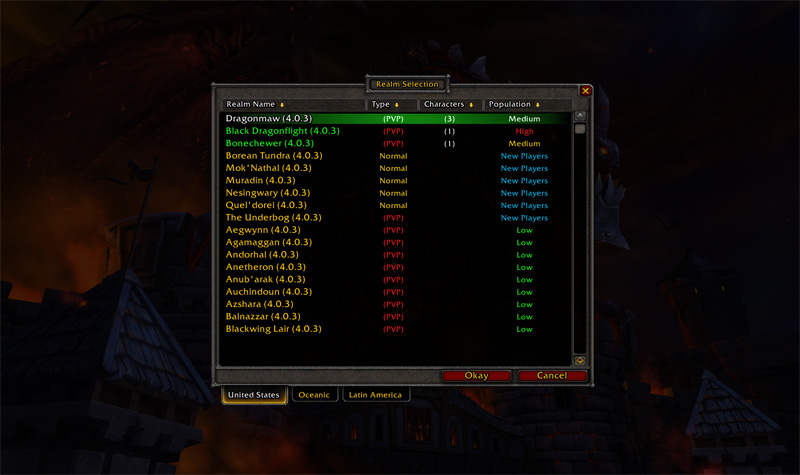 Realm Selection
Realm Name Type Characters Population
Dragonmaw (4.0.3) (PVP) (3) Medium
Black Dragonflight (4.0.3) (PVP) (1) High
Bonechewer (4.0.3) (PVP) (1) Medium
Borean Tundra (4.0.3) Normal New Players
Mok'Nathal (4.0.3) Normal New Players
Muradin (4.0.3) Normal New Players
Nesingwary (4.0.3) Normal New Players
Quel'dorei (4.0.3) Normal New Players
The Underbog (4.0.3) (PVP) New Players
Aegwynn (4.0.3) (PVP) Low
Agamaggan (4.0.3) (PVP) Low
Andorhal (4.0.3) (PVP) Low
Anetheron (4.0.3) (PVP) Low
Anub'arak (4.0.3) (PVP) Low
Auchindoun (4.0.3) (PVP) Low
Azshara (4.0.3) (PVP) Low
Balnazzar (4.0.3) (PVP) Low
Blackwing Lair (4.0.3) (PVP) Low
Okay Cancel
United States Oceanic Latin America